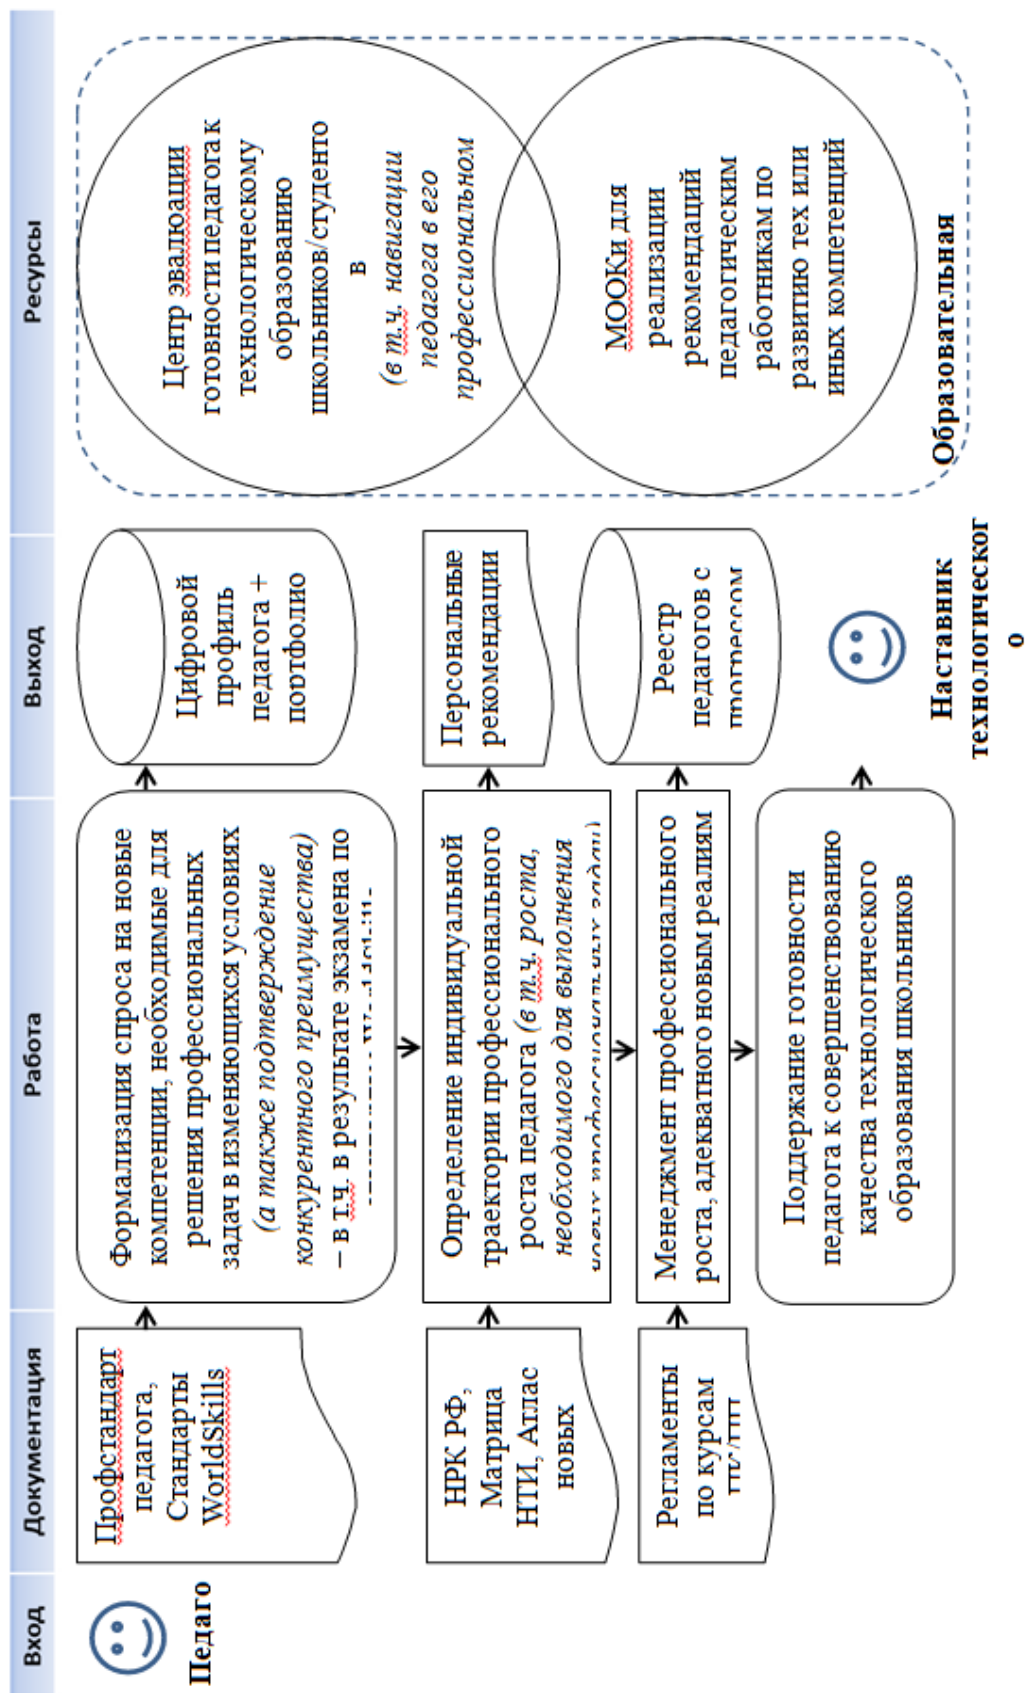 Вход
Документация
Работа
Выход
Ресурсы
Педаго
Профстандарт
педагога,
Стандарты
WorldSkills
Формализация спроса на новые
компетенции, необходимые для
решения профессиональных
задач в изменяющихся условиях
(а также подтверждение
конкурентного преимущества)
– в т.ч. в результате экзамена по
Цифровой
профиль
педагога +
портфолио
НРК РФ,
Матрица
НТИ, Атлас
новых
Определение индивидуальной
траектории профессионального
роста педагога (в т.ч. роста,
необходимого для выполнения
новых профессиональных задач)
Персональные
рекомендации
Регламенты
по курсам
Менеджмент профессионального
роста, адекватного новым реалиям
Реестр
педагогов с
прогрессом
Поддержание готовности
педагога к совершенствованию
качества технологического
образования школьников
Наставник
технологическог
о
Центр эвалюации
готовности педагога к
технологическому
образованию
школьников/студенто
в
(в т.ч. навигации
педагога в его
профессиональном
МООКи для
реализации
рекомендаций
педагогическим
работникам по
развитию тех или
иных компетенций
Образовательная